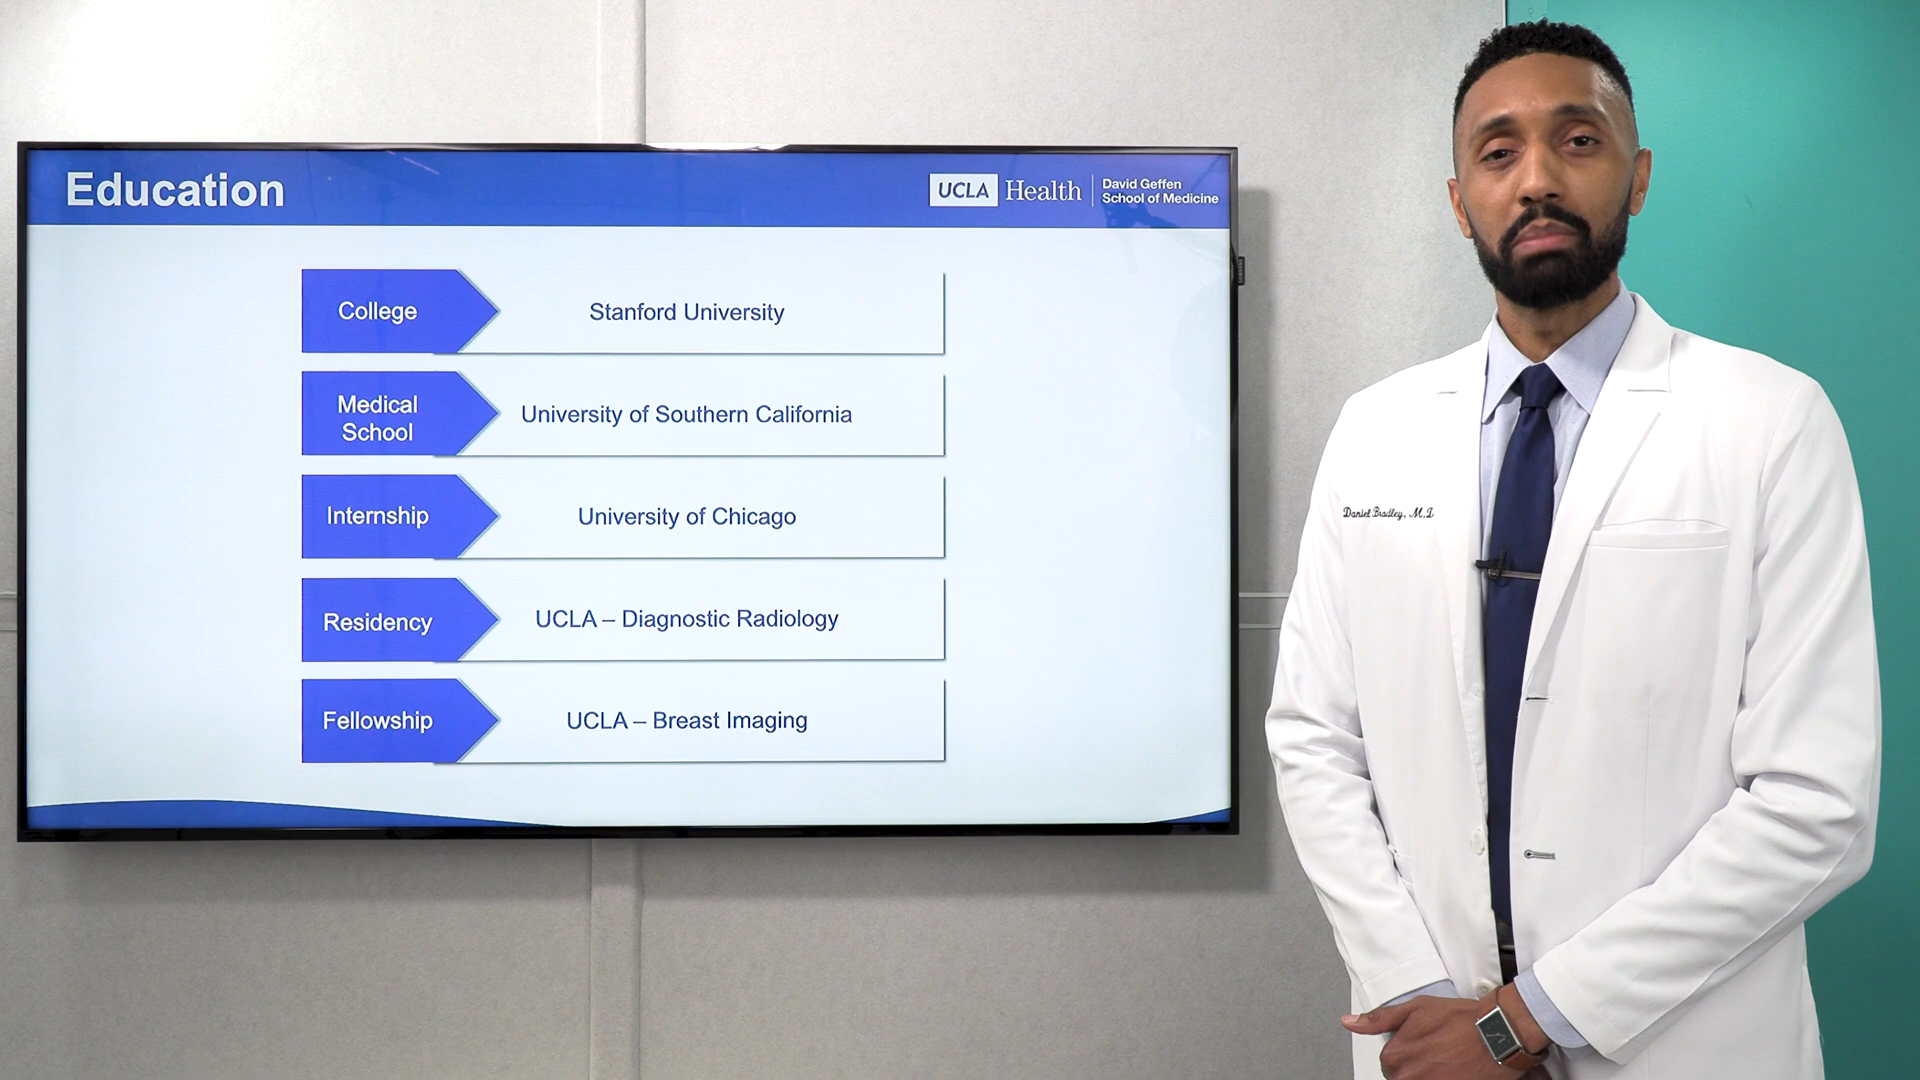 Education
UCLA Health
David Geffen
School of Medicine
College
Stanford University
Medical
School
University of Southern California
Internship
University of Chicago
Residency
UCLA – Diagnostic Radiology
Fellowship
UCLA – Breast Imaging
Daniel Bradley, M.D